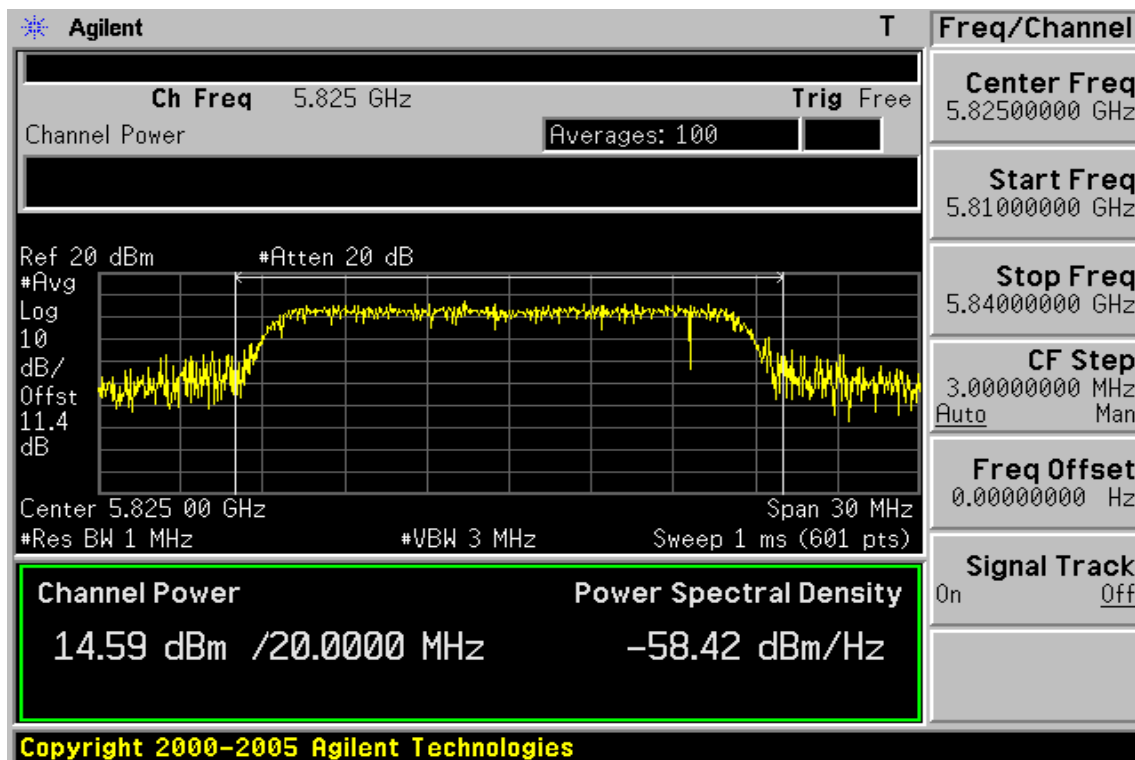 Agilent T
Freq/Channel
Ch Freq 5.825 GHz Trig Free
Channel Power Averages: 100
Center Freq
5.82500000 GHz
Start Freq
5.81000000 GHz
Stop Freq
5.84000000 GHz
CF Step
3.00000000 MHz
Auto Man
Freq Offset
0.00000000 Hz
Signal Track
On Off
Ref 20 dBm #Atten 20 dB
#Avg
Log
10
dB/
Offst
11.4
dB
Center 5.825 00 GHz Span 30 MHz
#Res BW 1 MHz #VBW 3 MHz Sweep 1 ms (601 pts)
Channel Power Power Spectral Density
14.59 dBm /20.0000 MHz -58.42 dBm/Hz
Copyright 2000-2005 Agilent Technologies